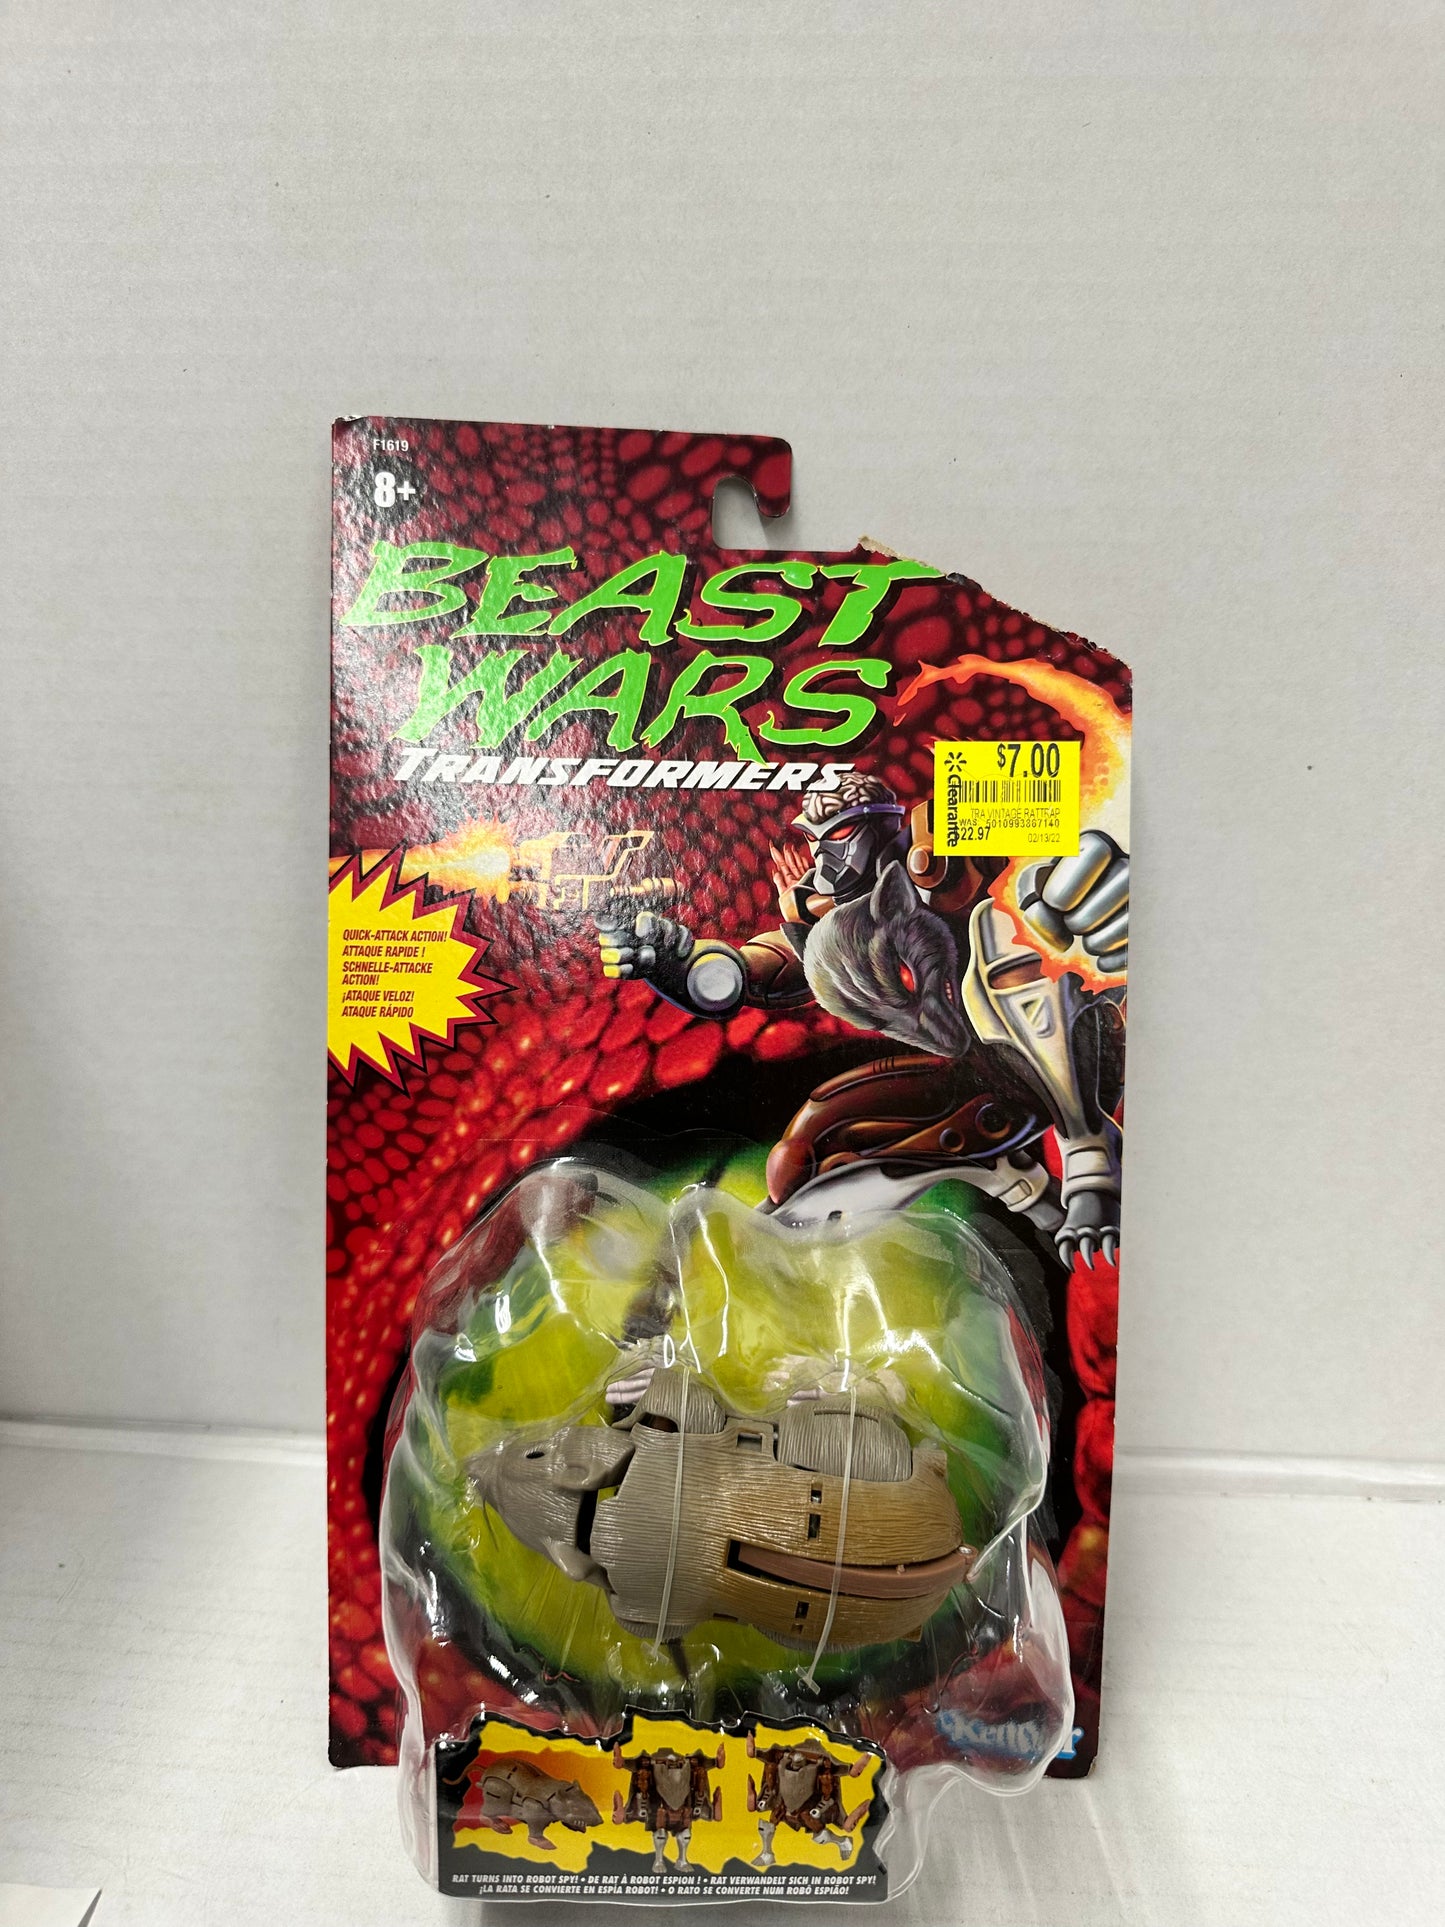 F1619
8+
BEAST
WARS
TRANSFORMERS
$7.00
Clearance
TRA VINTAGE RATTRAP
WAS 5010993867140
$22.97 02/13/22
QUICK-ATTACK ACTION!
ATTAQUE RAPIDE !
SCHNELLE-ATTACKE
ACTION!
¡ATAQUE VELOZ!
ATAQUE RÁPIDO
Kenner
RAT TURNS INTO ROBOT SPY! • DE RAT À ROBOT ESPION ! • RAT VERWANDELT SICH IN ROBOT SPY!
¡LA RATA SE CONVIERTE EN ESPÍA ROBOT! • O RATO SE CONVERTE NUM ROBÔ ESPIÃO!